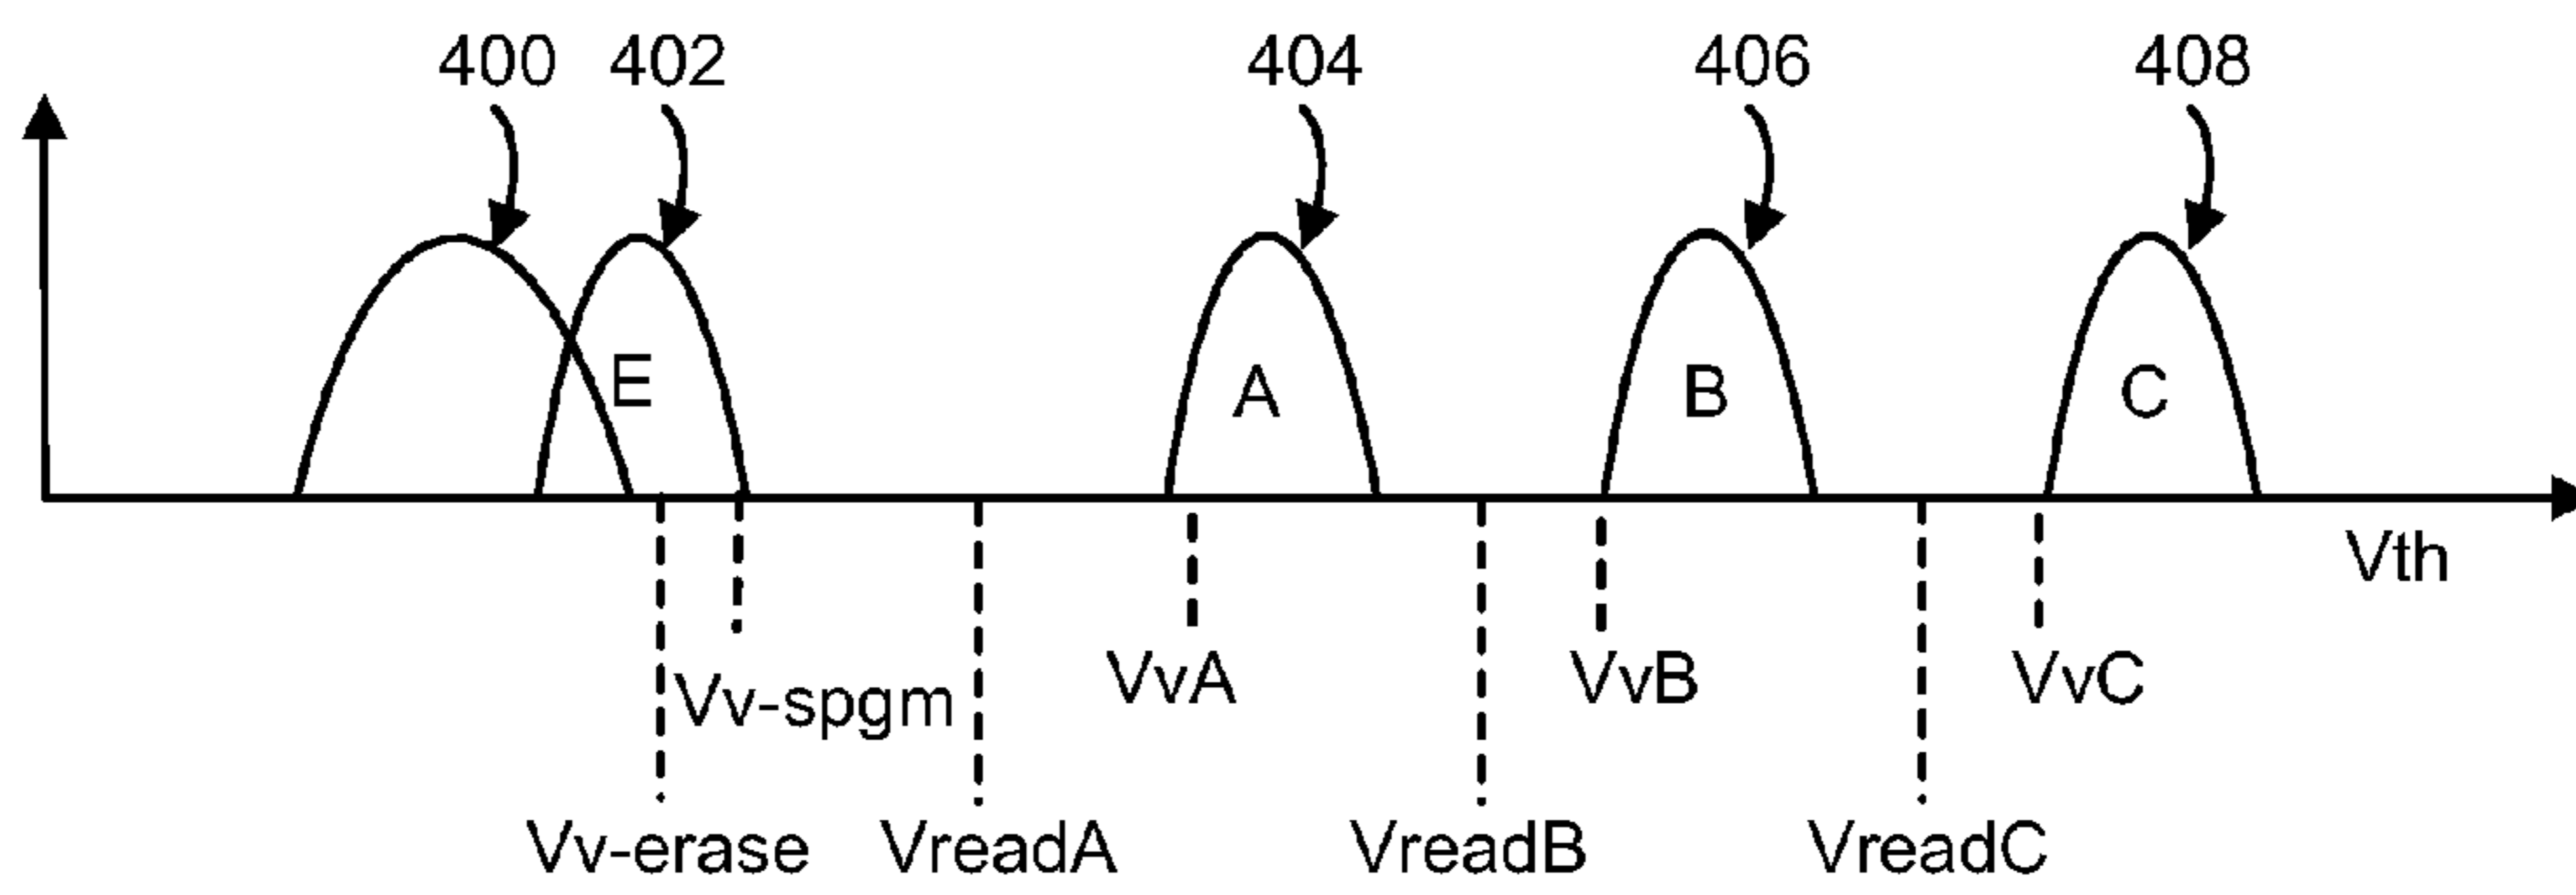 400 402 404 406 408
E A B C
Vth
Vv-spgm VvA VvB VvC
Vv-erase VreadA VreadB VreadC